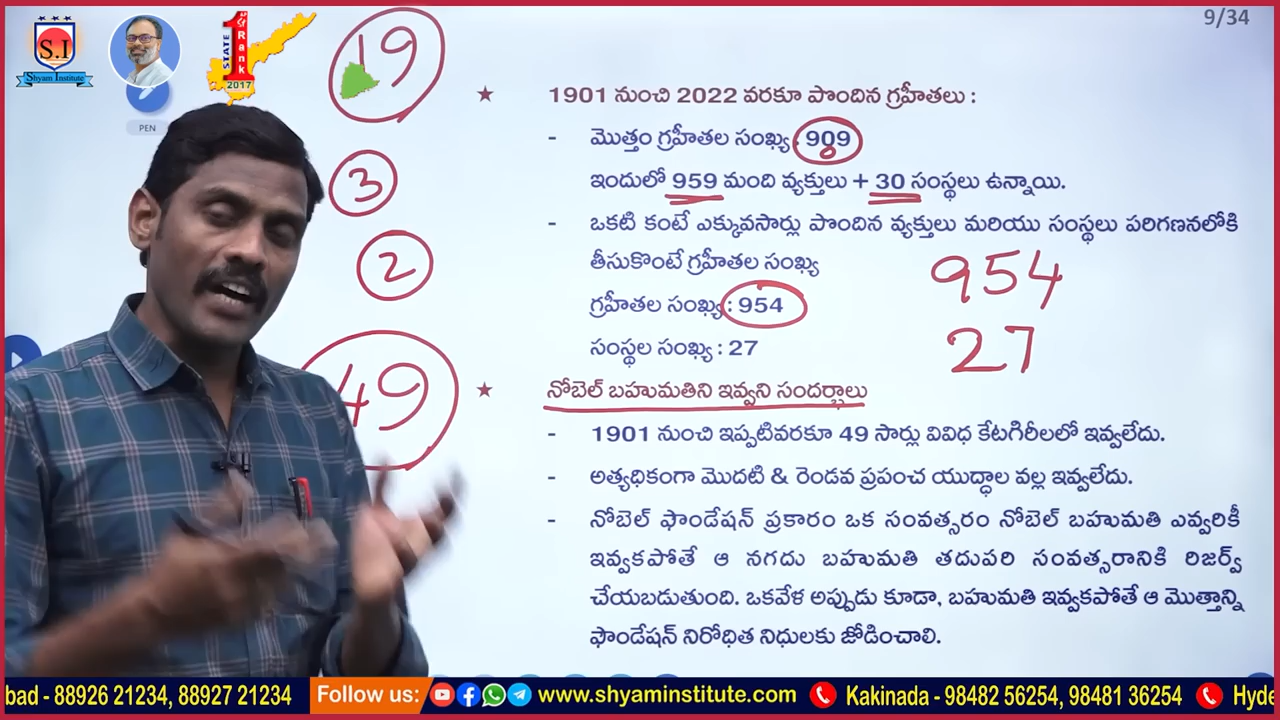 9/34
S.I
Shyam Institute
STATE
1
AP Gr Rank
2017
PEN
19
3
2
49
★ 1901 నుంచి 2022 వరకూ పొందిన గ్రహీతలు :
- మొత్తం గ్రహీతల సంఖ్య : 909
ఇందులో 959 మంది వ్యక్తులు + 30 సంస్థలు ఉన్నాయి.
- ఒకటి కంటే ఎక్కువసార్లు పొందిన వ్యక్తులు మరియు సంస్థలు పరిగణనలోకి
తీసుకొంటే గ్రహీతల సంఖ్య
954
గ్రహీతల సంఖ్య : 954
సంస్థల సంఖ్య : 27
27
★ నోబెల్ బహుమతిని ఇవ్వని సందర్భాలు
- 1901 నుంచి ఇప్పటివరకూ 49 సార్లు వివిధ కేటగిరీలలో ఇవ్వలేదు.
- అత్యధికంగా మొదటి & రెండవ ప్రపంచ యుద్ధాల వల్ల ఇవ్వలేదు.
- నోబెల్ ఫౌండేషన్ ప్రకారం ఒక సంవత్సరం నోబెల్ బహుమతి ఎవ్వరికీ
ఇవ్వకపోతే ఆ నగదు బహుమతి తదుపరి సంవత్సరానికి రిజర్వ్
చేయబడుతుంది. ఒకవేళ అప్పుడు కూడా, బహుమతి ఇవ్వకపోతే ఆ మొత్తాన్ని
ఫౌండేషన్ నిరోధిత నిధులకు జోడించాలి.
bad - 88926 21234, 88927 21234 Follow us: www.shyaminstitute.com Kakinada - 98482 56254, 98481 36254 Hyde